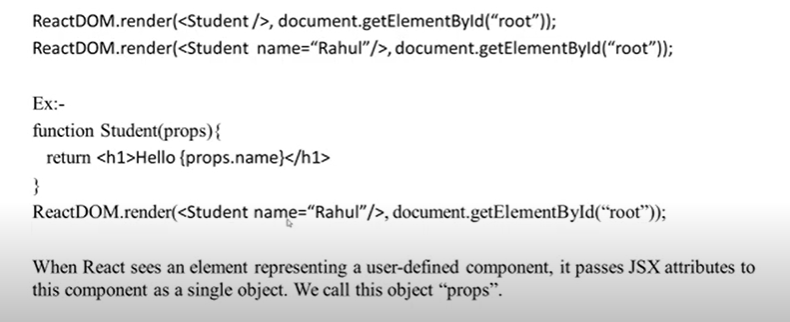 ReactDOM.render(<Student />, document.getElementById(“root”));
ReactDOM.render(<Student name=“Rahul”/>, document.getElementById(“root”));
Ex:-
function Student(props){
return <h1>Hello {props.name}</h1>
}
ReactDOM.render(<Student name=“Rahul”/>, document.getElementById(“root”));
When React sees an element representing a user-defined component, it passes JSX attributes to
this component as a single object. We call this object “props”.